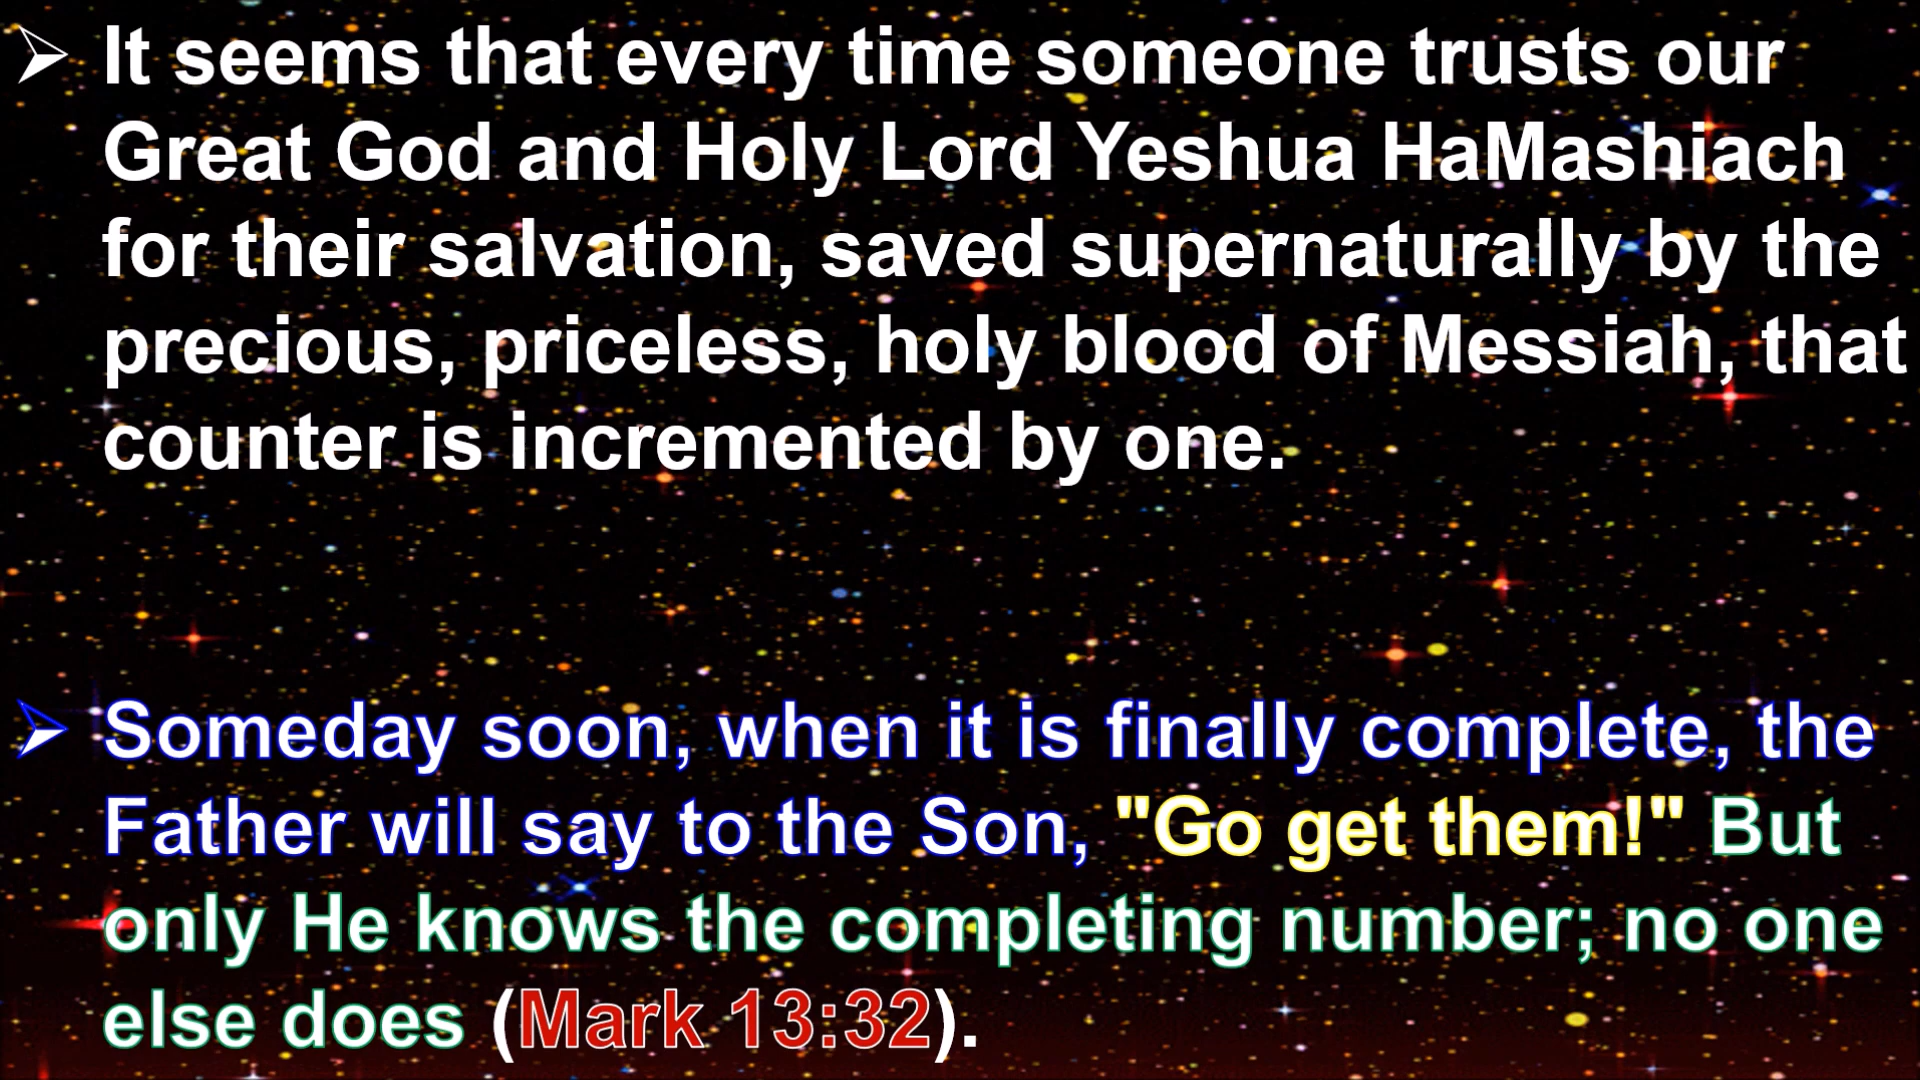 ➢ It seems that every time someone trusts our
Great God and Holy Lord Yeshua HaMashiach
for their salvation, saved supernaturally by the
precious, priceless, holy blood of Messiah, that
counter is incremented by one.
➢ Someday soon, when it is finally complete, the
Father will say to the Son, "Go get them!" But
only He knows the completing number; no one
else does (Mark 13:32).